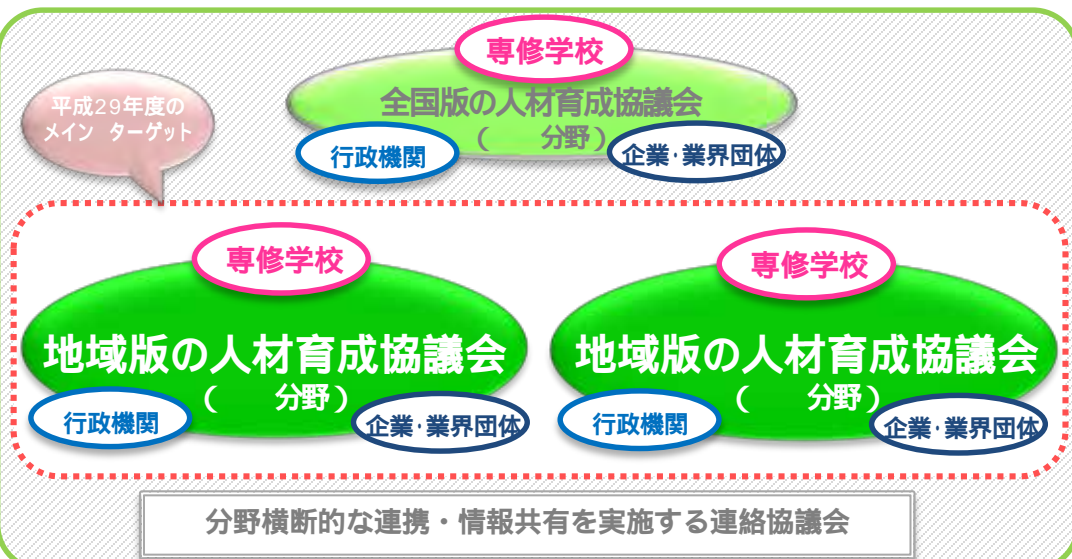 専修学校
平成29年度の
メイン ターゲット
全国版の人材育成協議会
(　　分野)
行政機関
企業・業界団体
専修学校
地域版の人材育成協議会
(　　分野)
行政機関
企業・業界団体
専修学校
地域版の人材育成協議会
(　　分野)
行政機関
企業・業界団体
分野横断的な連携・情報共有を実施する連絡協議会